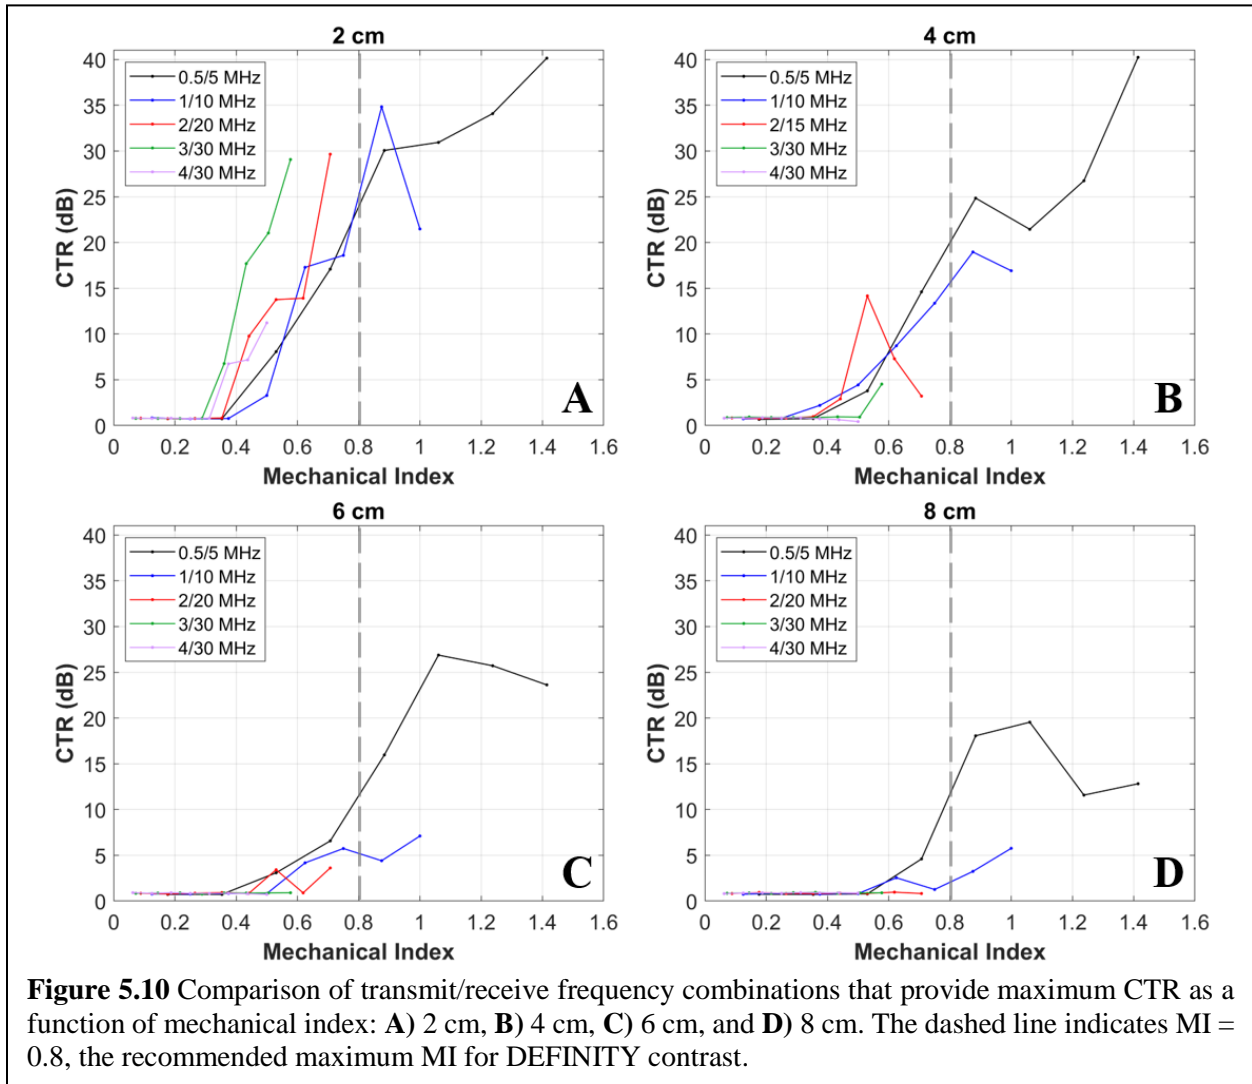 2 cm
40
35
30
25
20
15
10
5
0
CTR (dB)
0.5/5 MHz
1/10 MHz
2/20 MHz
3/30 MHz
4/30 MHz
A
0 0.2 0.4 0.6 0.8 1 1.2 1.4 1.6
Mechanical Index
4 cm
40
35
30
25
20
15
10
5
0
CTR (dB)
0.5/5 MHz
1/10 MHz
2/15 MHz
3/30 MHz
4/30 MHz
B
0 0.2 0.4 0.6 0.8 1 1.2 1.4 1.6
Mechanical Index
6 cm
40
35
30
25
20
15
10
5
0
CTR (dB)
0.5/5 MHz
1/10 MHz
2/20 MHz
3/30 MHz
4/30 MHz
C
0 0.2 0.4 0.6 0.8 1 1.2 1.4 1.6
Mechanical Index
8 cm
40
35
30
25
20
15
10
5
0
CTR (dB)
0.5/5 MHz
1/10 MHz
2/20 MHz
3/30 MHz
4/30 MHz
D
0 0.2 0.4 0.6 0.8 1 1.2 1.4 1.6
Mechanical Index
Figure 5.10 Comparison of transmit/receive frequency combinations that provide maximum CTR as a
function of mechanical index: A) 2 cm, B) 4 cm, C) 6 cm, and D) 8 cm. The dashed line indicates MI =
0.8, the recommended maximum MI for DEFINITY contrast.